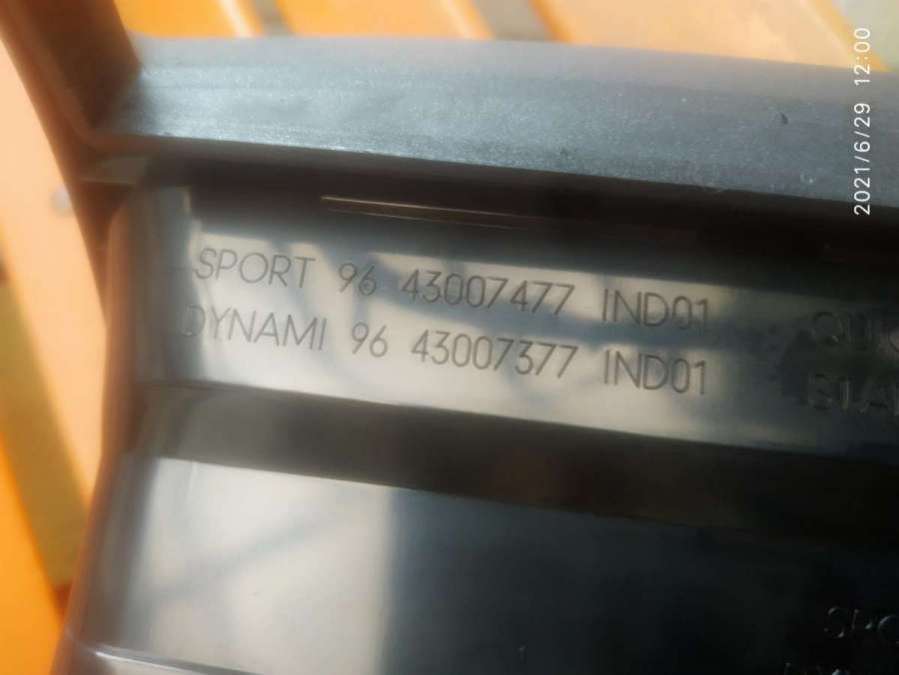 SPORT 96 43007477 IND01
DYNAMI 96 43007377 IND01
2021/6/29 12:00